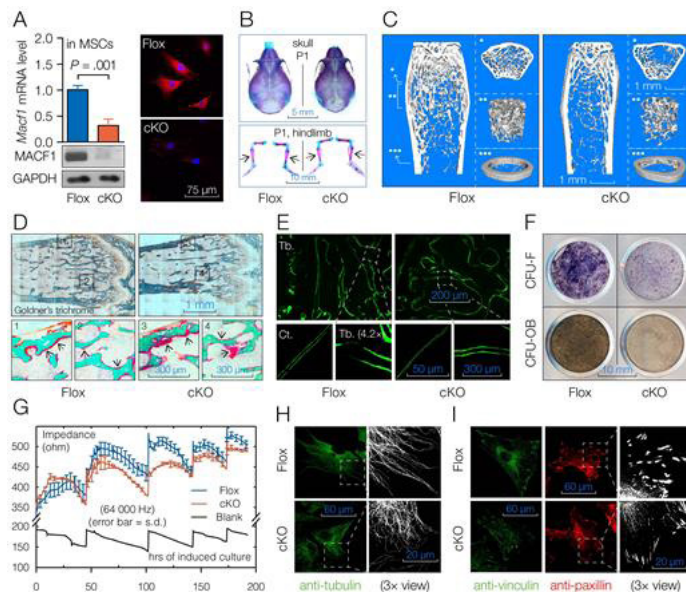 A
in MSCs
P = .001
Macf1 mRNA level
2.0
1.5
1.0
0.5
0.0
MACF1
GAPDH
Flox cKO
Flox
cKO
75 μm
B
skull
P1
5 mm
P1, hindlimb
10 mm
Flox cKO
C
*
**
***
*
1 mm
**
***
1 mm
Flox cKO
D
Goldner's trichrome
1 mm
1 2 3 4
300 μm 300 μm
Flox cKO
E
Tb.
200 μm
Ct. Tb. (4.2×
50 μm 300 μm
Flox cKO
F
CFU-F
CFU-OB
10 mm
Flox cKO
G
Impedance
(ohm)
500
450
400
350
200
150
100
Flox
cKO
Blank
(64 000 Hz)
(error bar = s.d.)
hrs of induced culture
0 50 100 150 200
H
Flox
60 μm
cKO
20 μm
anti-tubulin (3× view)
I
Flox
60 μm 60 μm
cKO
20 μm
anti-vinculin anti-paxillin (3× view)